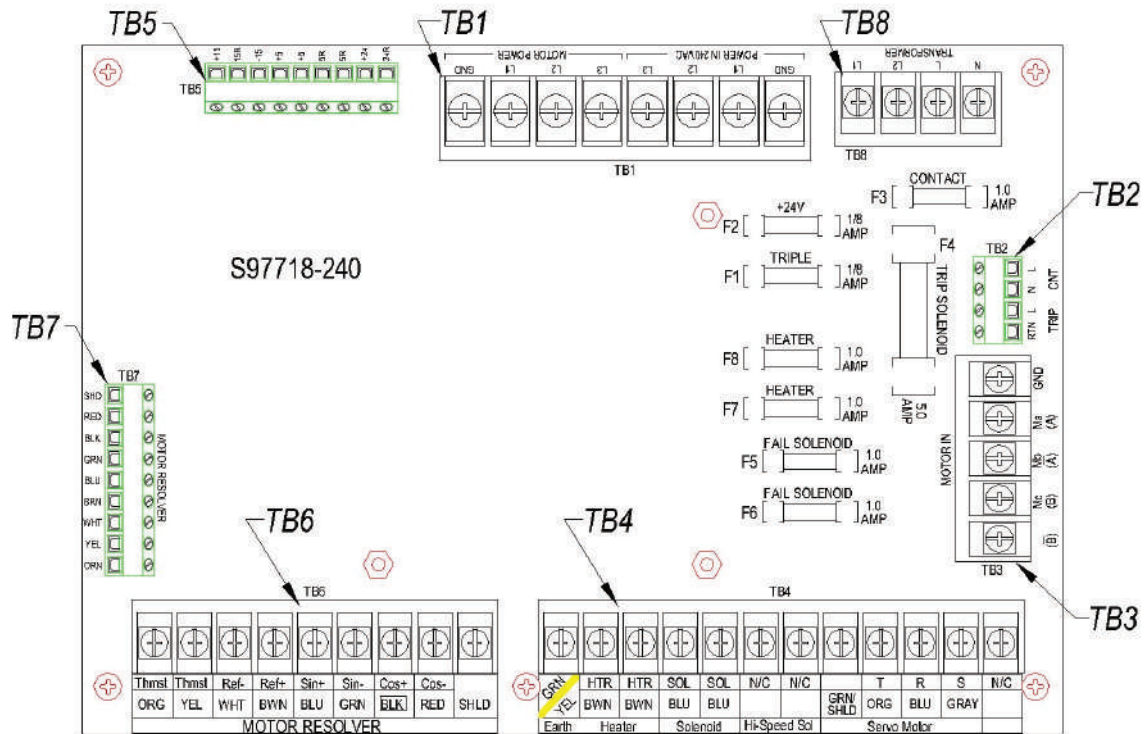 TB5
TB1
TB8
+15 15R -15 +5 +5 5R 5R +24 24R
TB5
MOTOR POWER POWER IN 240VAC
GND L1 L2 L3 L3 L2 L1 GND
TB1
TRANSFORMER
L1 L2 L N
TB8
CONTACT
F3 1.0 AMP
TB2
+24V
F2 1/8 AMP
TRIPLE
F1 1/8 AMP
F4
TRIP SOLENOID
5.0 AMP
TB2
L N CNT
L RTN TRIP
S97718-240
HEATER
F8 1.0 AMP
HEATER
F7 1.0 AMP
FAIL SOLENOID
F5 1.0 AMP
FAIL SOLENOID
F6 1.0 AMP
TB7
TB7
SHD
RED
BLK
GRN
BLU
BRN
WHT
YEL
ORN
MOTOR RESOLVER
MOTOR IN
GND
Ma (A)
Mb (A)
Mc (B)
(B)
TB3
TB3
TB6
TB4
TB6
Thmst Thmst Ref- Ref+ Sin+ Sin- Cos+ Cos-
ORG YEL WHT BWN BLU GRN BLK RED SHLD
MOTOR RESOLVER
TB4
GRN YEL HTR HTR SOL SOL N/C N/C T R S N/C
BWN BWN BLU BLU GRN/ SHLD ORG BLU GRAY
Earth Heater Solenoid Hi-Speed Sol Servo Motor